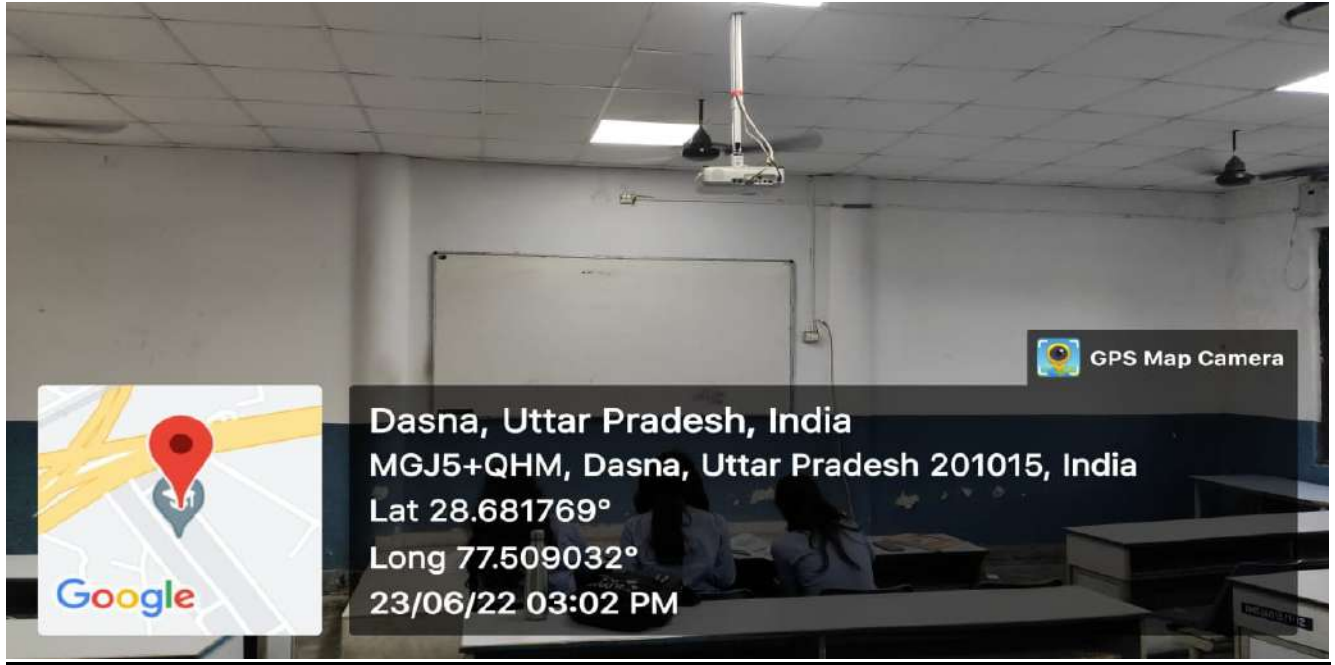 GPS Map Camera
Dasna, Uttar Pradesh, India
MGJ5+QHM, Dasna, Uttar Pradesh 201015, India
Lat 28.681769°
Long 77.509032°
23/06/22 03:02 PM
Google